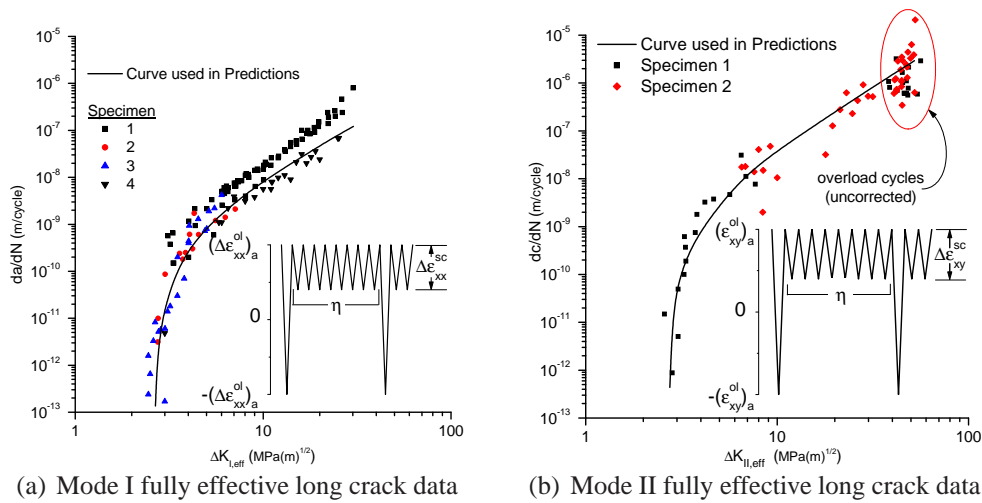 (a)
(b)
Curve used in Predictions
Specimen
1
2
3
4
10^-5
10^-6
10^-7
10^-8
10^-9
10^-10
10^-11
10^-12
10^-13
da/dN (m/cycle)
(Δε_xx^ol)_a
0
-(Δε_xx^ol)_a
η
Δε_xx^sc
1
10
100
ΔK_I,eff (MPa(m)^1/2)
Curve used in Predictions
Specimen 1
Specimen 2
10^-5
10^-6
10^-7
10^-8
10^-9
10^-10
10^-11
10^-12
10^-13
dc/dN (m/cycle)
overload cycles
(uncorrected)
(ε_xy^ol)_a
0
-(ε_xy^ol)_a
η
Δε_xy^sc
1
10
100
ΔK_II,eff (MPa(m)^1/2)
(a) Mode I fully effective long crack data
(b) Mode II fully effective long crack data